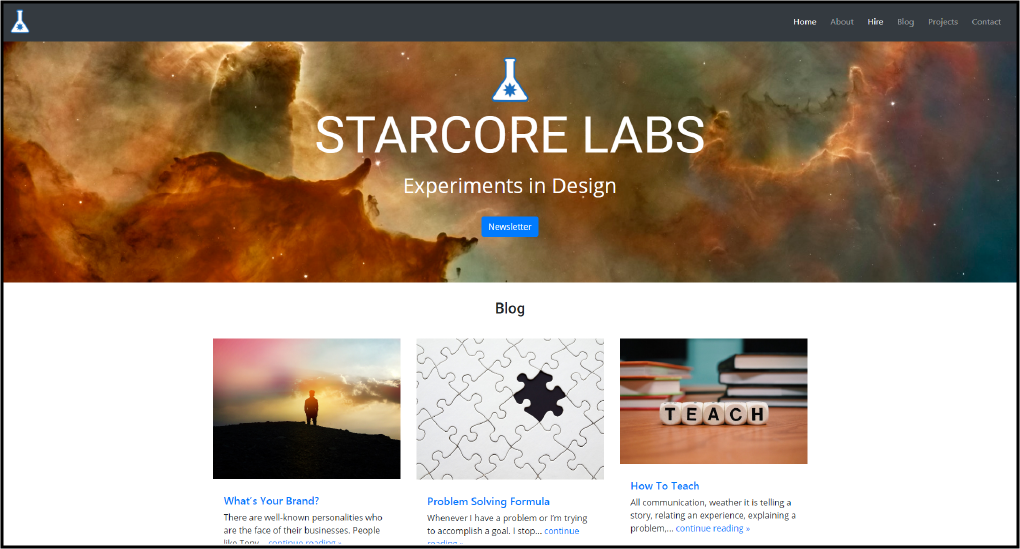 Home About Hire Blog Projects Contact
STARCORE LABS
Experiments in Design
Newsletter
Blog
TEACH
What's Your Brand?
There are well-known personalities who
are the face of their businesses. People
like Tony... continue reading »
Problem Solving Formula
Whenever I have a problem or I'm trying
to accomplish a goal. I stop... continue
reading »
How To Teach
All communication, weather it is telling a
story, relating an experience, explaining a
problem,... continue reading »